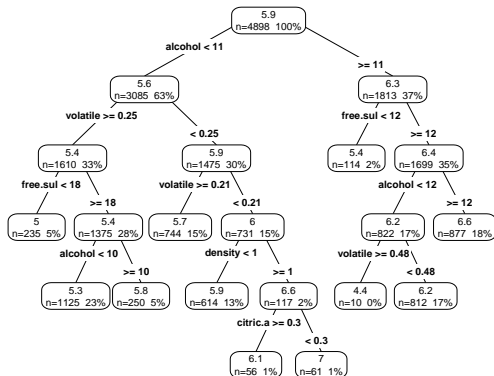 5.9
n=4898 100%
alcohol < 11
>= 11
5.6
n=3085 63%
6.3
n=1813 37%
volatile >= 0.25
< 0.25
free.sul < 12
>= 12
5.4
n=1610 33%
5.9
n=1475 30%
5.4
n=114 2%
6.4
n=1699 35%
free.sul < 18
>= 18
volatile >= 0.21
< 0.21
alcohol < 12
>= 12
5
n=235 5%
5.4
n=1375 28%
5.7
n=744 15%
6
n=731 15%
6.2
n=822 17%
6.6
n=877 18%
alcohol < 10
>= 10
density < 1
>= 1
volatile >= 0.48
< 0.48
5.3
n=1125 23%
5.8
n=250 5%
5.9
n=614 13%
6.6
n=117 2%
4.4
n=10 0%
6.2
n=812 17%
citric.a >= 0.3
< 0.3
6.1
n=56 1%
7
n=61 1%